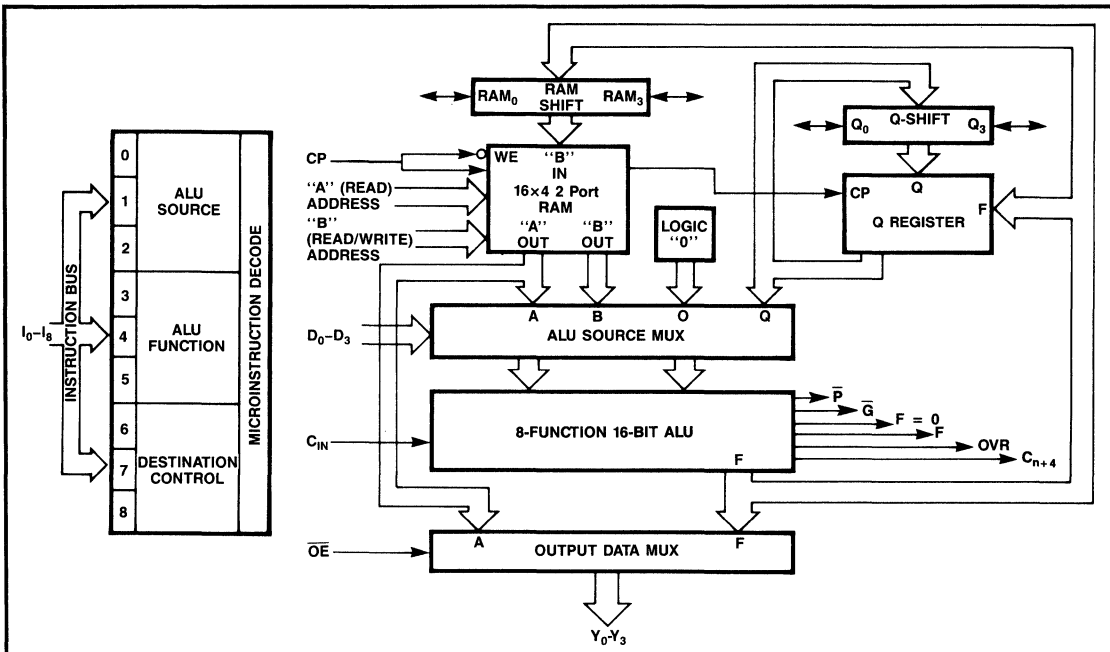 I0–I8
INSTRUCTION BUS
0
1
2
3
4
5
6
7
8
ALU
SOURCE
ALU
FUNCTION
DESTINATION
CONTROL
MICROINSTRUCTION DECODE
RAM0 RAM SHIFT RAM3
Q-SHIFT
Q0 Q3
CP
WE "B"
IN
16×4 2 Port
RAM
"A" "B"
OUT OUT
"A" (READ)
ADDRESS
"B"
(READ/WRITE)
ADDRESS
LOGIC
"0"
CP Q F
Q REGISTER
A B O Q
ALU SOURCE MUX
D0–D3
8-FUNCTION 16-BIT ALU
F
CIN
P̅
G̅
F = 0
F
OVR
Cn+4
O̅E̅
A OUTPUT DATA MUX F
Y0-Y3